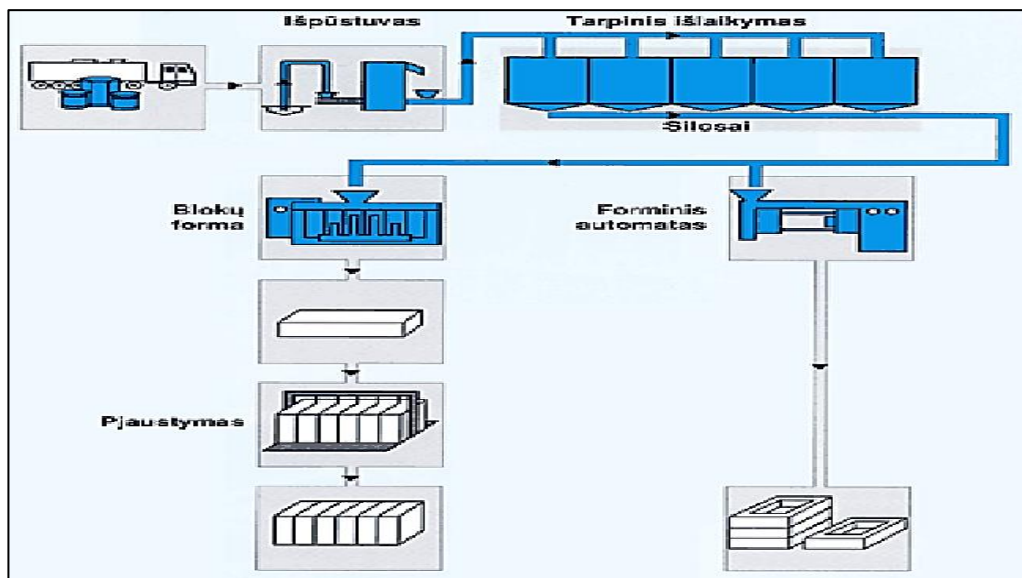 Išpūstuvas
Tarpinis išlaikymas
Silosai
Blokų
forma
Forminis
automatas
Pjaustymas